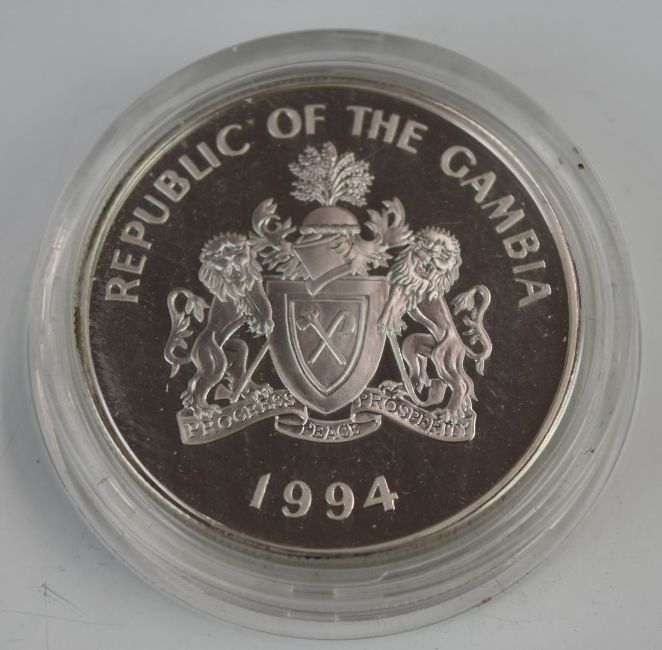 REPUBLIC OF THE GAMBIA
PROGRESS PEACE PROSPERITY
1994